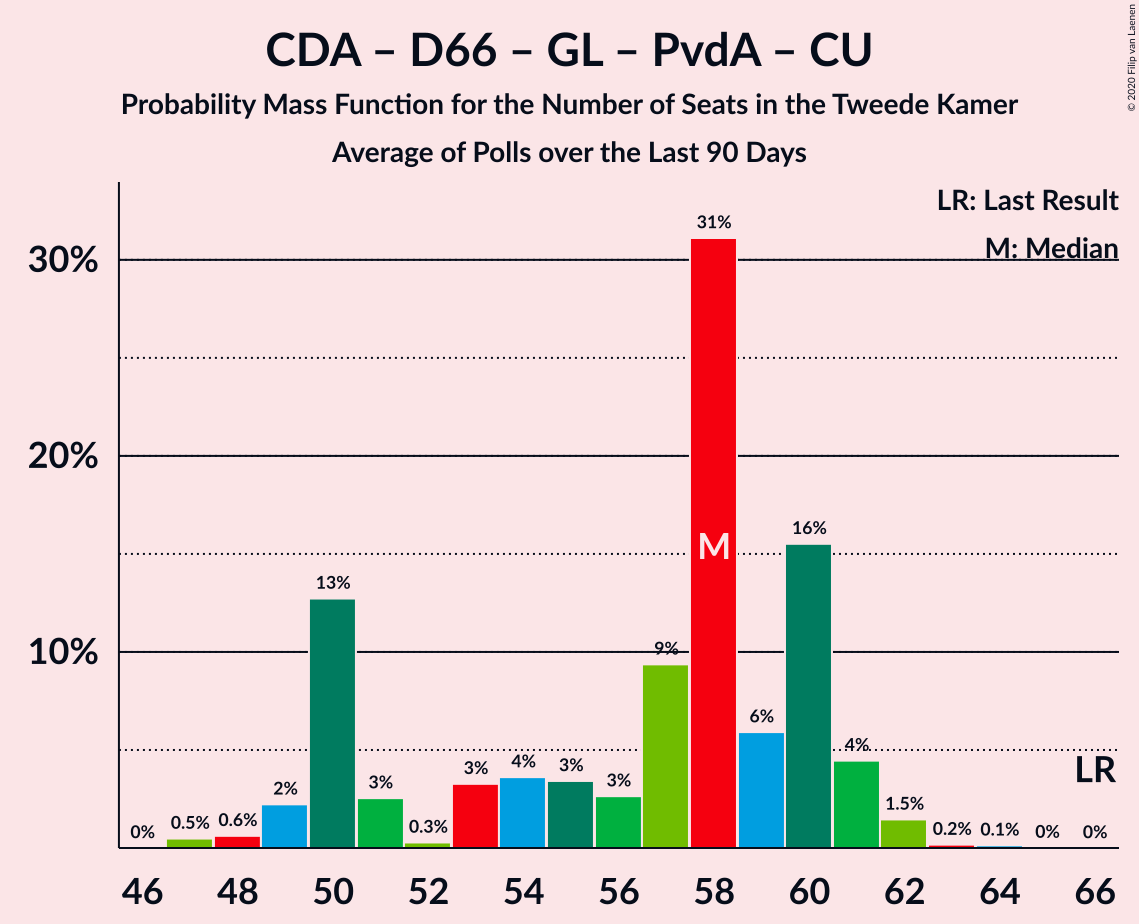 CDA – D66 – GL – PvdA – CU
Probability Mass Function for the Number of Seats in the Tweede Kamer
Average of Polls over the Last 90 Days
© 2020 Filip van Laenen
LR: Last Result
M: Median
30%
20%
10%
0%
0.5%
0.6%
2%
13%
3%
0.3%
3%
4%
3%
3%
9%
31%
6%
16%
4%
1.5%
0.2%
0.1%
0%
0%
M
LR
46 48 50 52 54 56 58 60 62 64 66